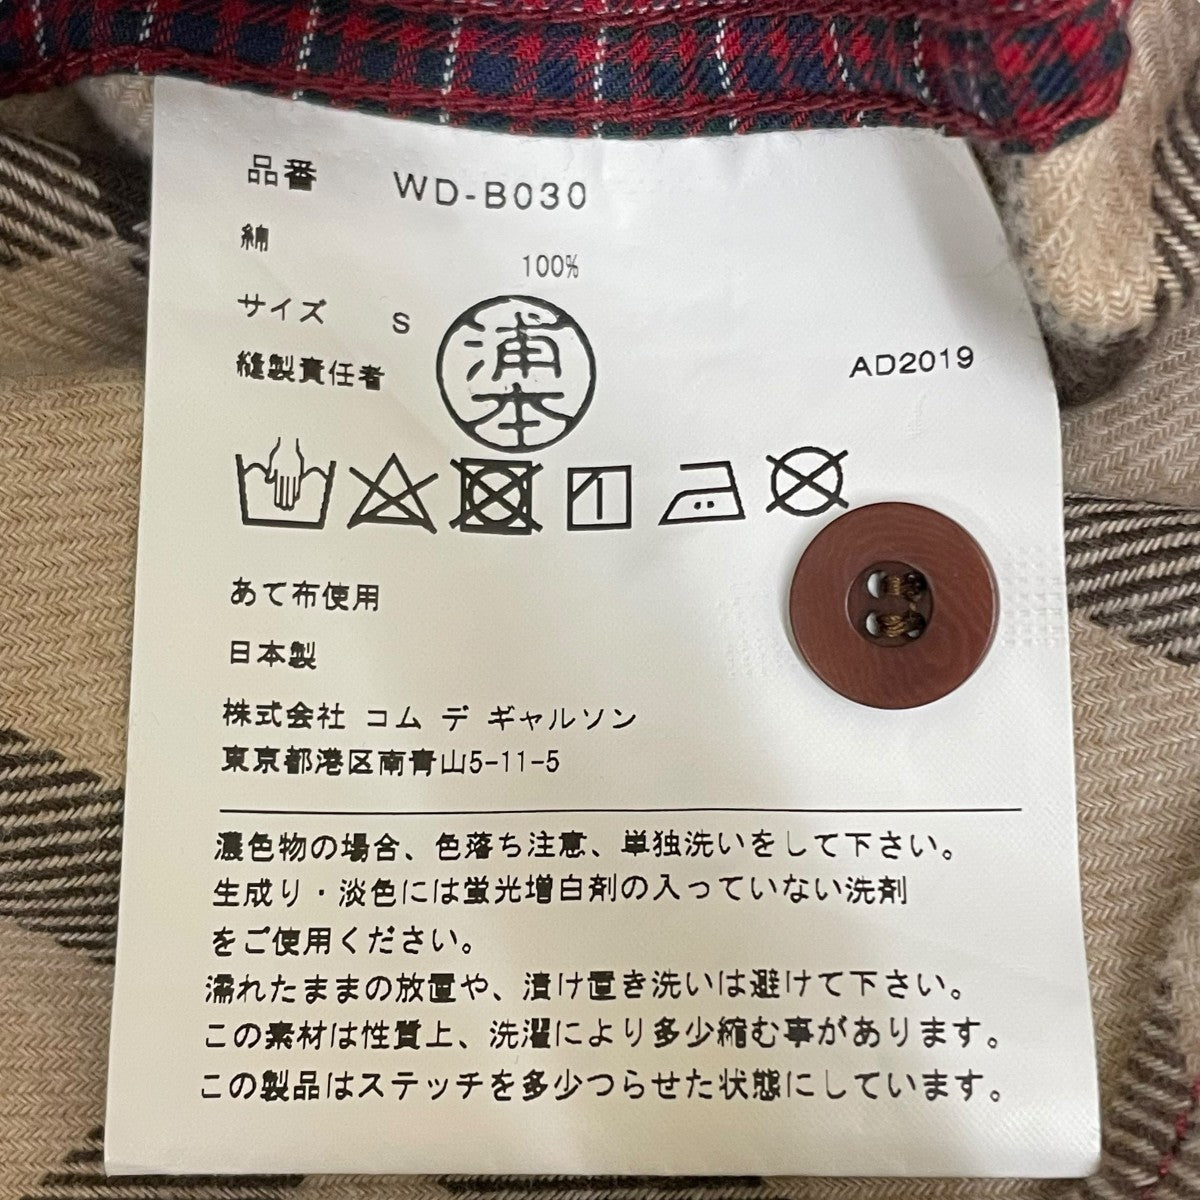 品番 WD-B030
綿 100%
サイズ S
縫製責任者 浦本
AD2019
あて布使用
日本製
株式会社 コム デ ギャルソン
東京都港区南青山5-11-5
濃色物の場合、色落ち注意、単独洗いをして下さい。
生成り・淡色には蛍光増白剤の入っていない洗剤
をご使用ください。
濡れたままの放置や、漬け置き洗いは避けて下さい。
この素材は性質上、洗濯により多少縮む事があります。
この製品はステッチを多少つらせた状態にしています。